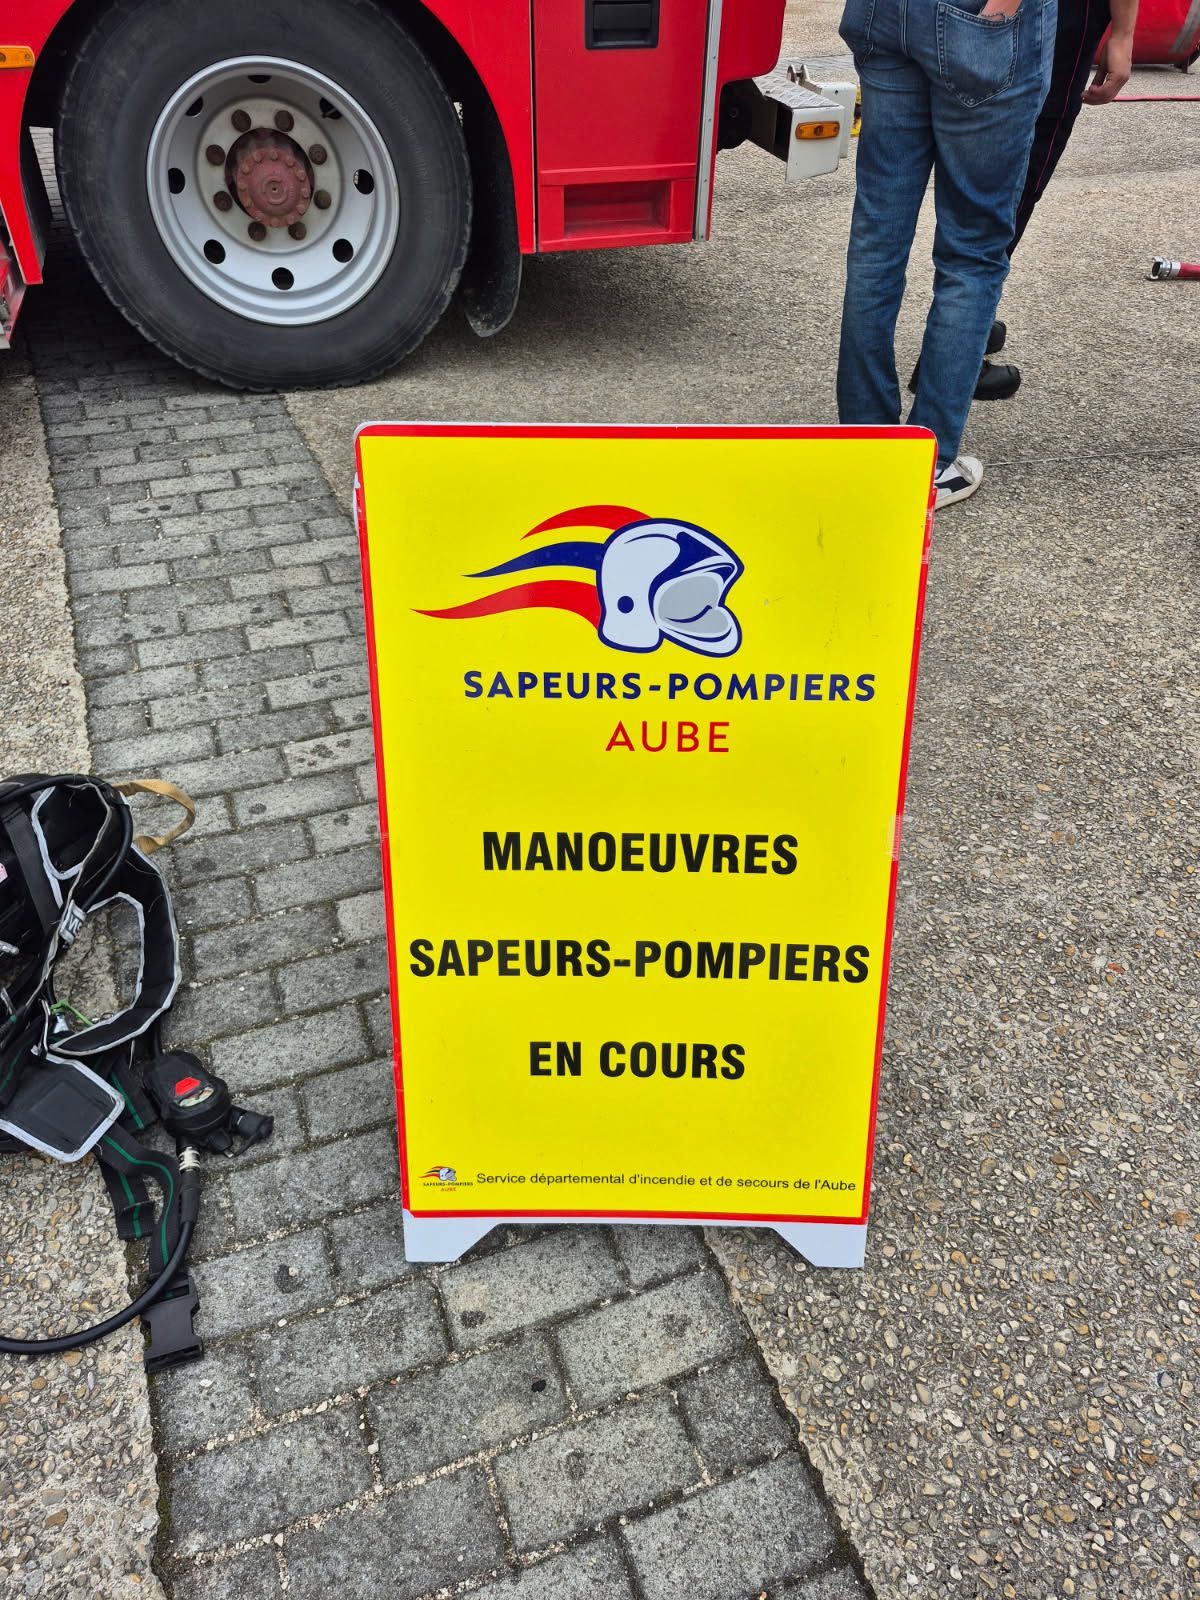 SAPEURS-POMPIERS
AUBE
MANOEUVRES
SAPEURS-POMPIERS
EN COURS
SAPEURS-POMPIERS
AUBE
Service départemental d'incendie et de secours de l'Aube